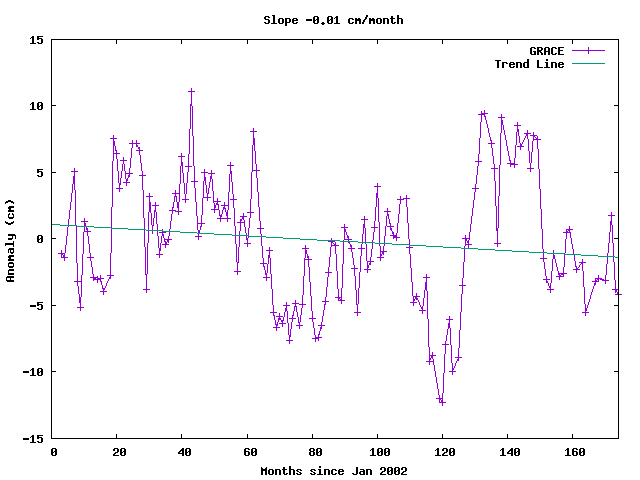 Slope -0.01 cm/month
GRACE
Trend Line
15
10
5
0
-5
-10
-15
Anomaly (cm)
0 20 40 60 80 100 120 140 160
Months since Jan 2002